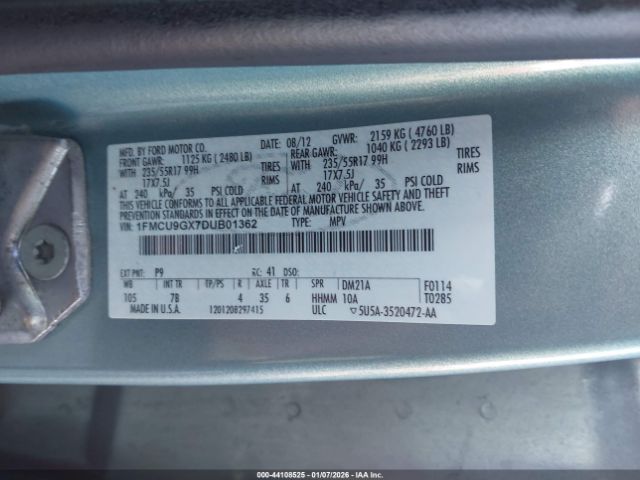 MFD. BY FORD MOTOR CO. 08/12 GVWR: 2159 KG ( 4760 LB)
FRONT GAWR: 1125 KG ( 2480 LB) REAR GAWR: 1040 KG ( 2293 LB)
WITH 235/55R17 99H TIRES WITH 235/55R17 99H TIRES
17X7.5J RIMS 17X7.5J RIMS
AT 240 kPa/ 35 PSI COLD AT 240 kPa/ 35 PSI COLD
THIS VEHICLE CONFORMS TO ALL APPLICABLE FEDERAL MOTOR VEHICLE SAFETY AND THEFT
PREVENTION STANDARDS IN EFFECT ON THE DATE OF MANUFACTURE SHOWN ABOVE.
VIN: 1FMCU9GX7DUB01362 TYPE: MPV
EXT PNT: P9 RC: 41 DSO:
WB INT TR TP/PS R AXLE TR SPR DM21A F0114
105 7B 4 35 6 HHMM 10A T0285
MADE IN U.S.A. 1201208297415 ULC ▽5U5A-3520472-AA
000-44108525 | 01/07/2026 | IAA Inc.